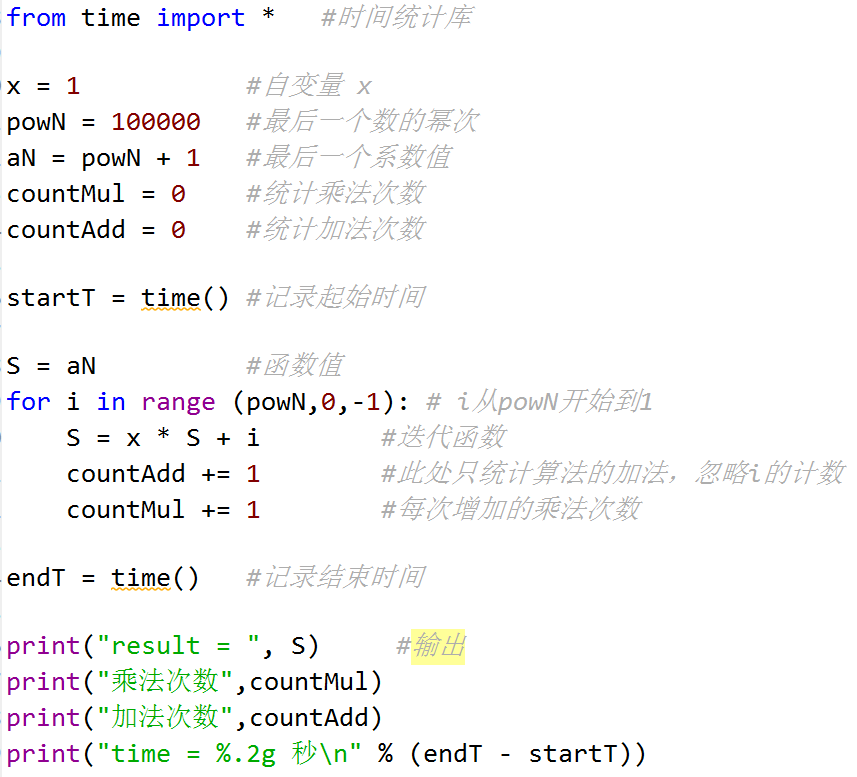 from time import *   #时间统计库
x = 1           #自变量 x
powN = 100000   #最后一个数的幂次
aN = powN + 1   #最后一个系数值
countMul = 0    #统计乘法次数
countAdd = 0    #统计加法次数
startT = time() #记录起始时间
S = aN          #函数值
for i in range (powN,0,-1): # i从powN开始到1
    S = x * S + i        #迭代函数
    countAdd += 1        #此处只统计算法的加法，忽略i的计数
    countMul += 1        #每次增加的乘法次数
endT = time()   #记录结束时间
print("result = ", S)     #输出
print("乘法次数",countMul)
print("加法次数",countAdd)
print("time = %.2g 秒\n" % (endT - startT))